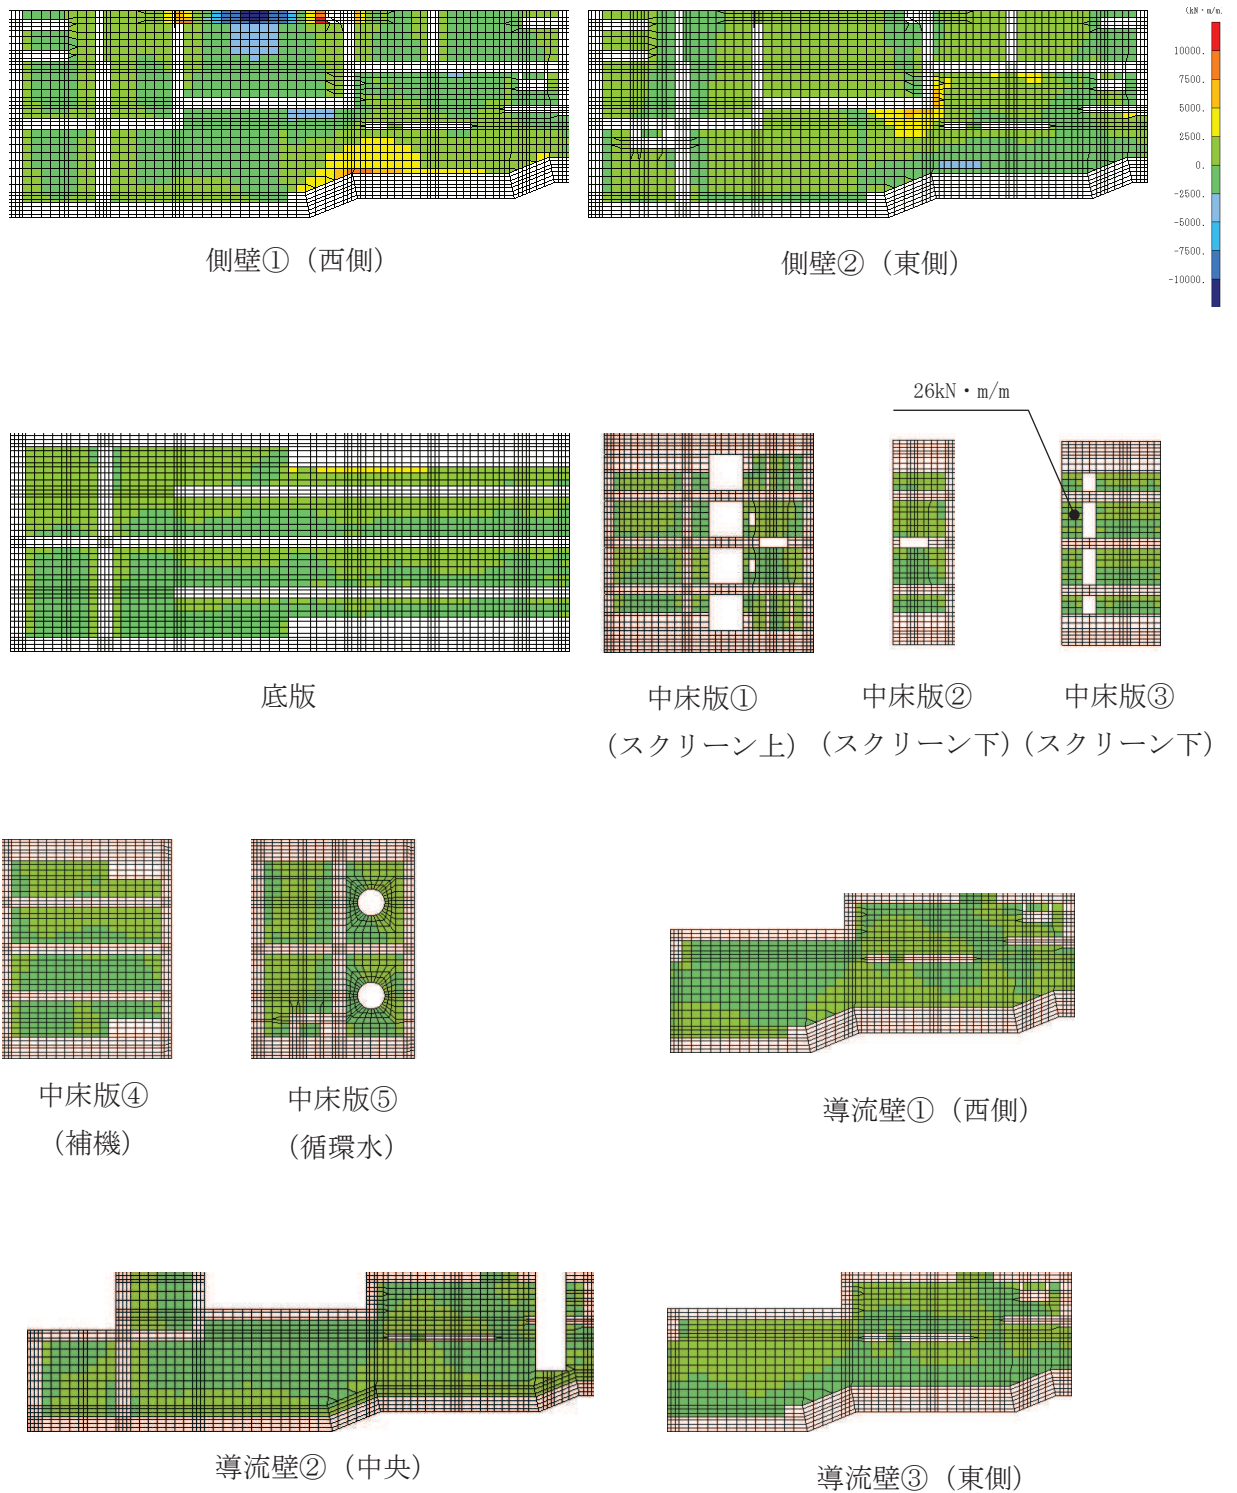 (kN・m/m.
10000.
7500.
5000.
2500.
0.
-2500.
-5000.
-7500.
-10000.
側壁①（西側）
側壁②（東側）
26kN・m/m
底版
中床版①
（スクリーン上）
中床版②
（スクリーン下）
中床版③
（スクリーン下）
中床版④
（補機）
中床版⑤
（循環水）
導流壁①（西側）
導流壁②（中央）
導流壁③（東側）